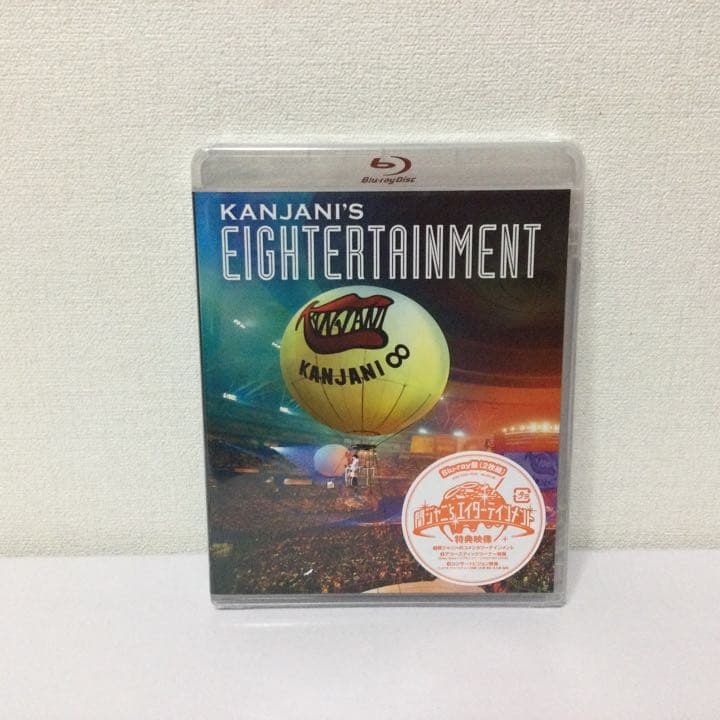 Blu-ray Disc
KANJANI'S
EIGHTERTAINMENT
KANJANI
KANJANI∞
Blu-ray盤(2枚組)
関ジャニ'sエイターテインメント
特典映像